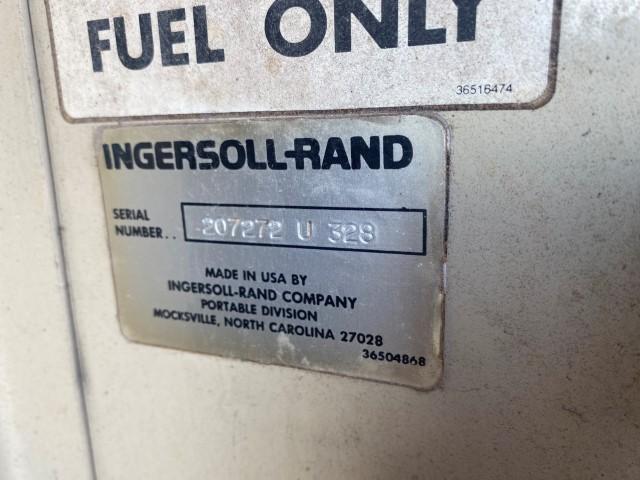 FUEL ONLY
36516474
INGERSOLL-RAND
SERIAL
NUMBER.. 207272 U 328
MADE IN USA BY
INGERSOLL-RAND COMPANY
PORTABLE DIVISION
MOCKSVILLE, NORTH CAROLINA 27028
36504868